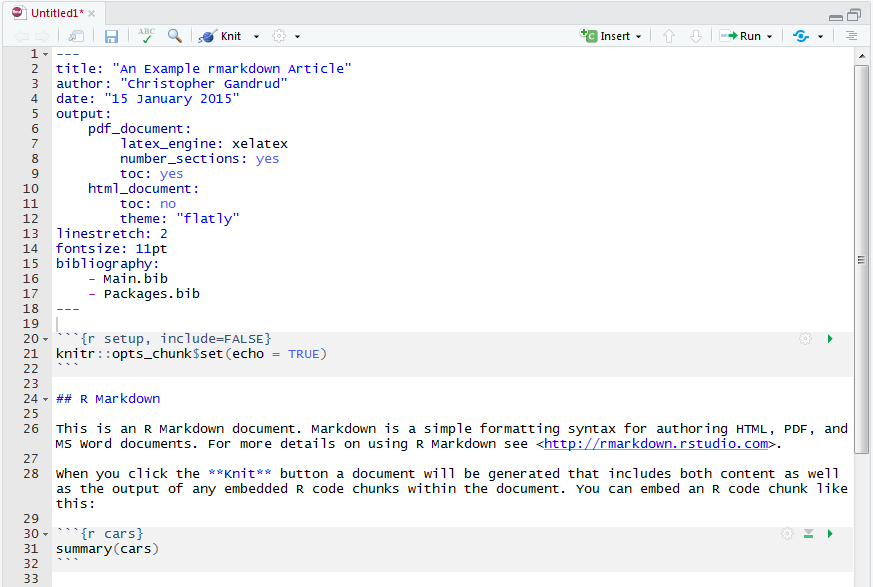 Untitled1* ×
ABC Knit Insert Run
1 ---
2 title: "An Example rmarkdown Article"
3 author: "Christopher Gandrud"
4 date: "15 January 2015"
5 output:
6     pdf_document:
7         latex_engine: xelatex
8         number_sections: yes
9         toc: yes
10     html_document:
11         toc: no
12         theme: "flatly"
13 linestretch: 2
14 fontsize: 11pt
15 bibliography:
16     - Main.bib
17     - Packages.bib
18 ---
19
20 ```{r setup, include=FALSE}
21 knitr::opts_chunk$set(echo = TRUE)
22 ```
23
24 ## R Markdown
25
26 This is an R Markdown document. Markdown is a simple formatting syntax for authoring HTML, PDF, and
MS Word documents. For more details on using R Markdown see <http://rmarkdown.rstudio.com>.
27
28 When you click the **Knit** button a document will be generated that includes both content as well
as the output of any embedded R code chunks within the document. You can embed an R code chunk like
this:
29
30 ```{r cars}
31 summary(cars)
32 ```
33